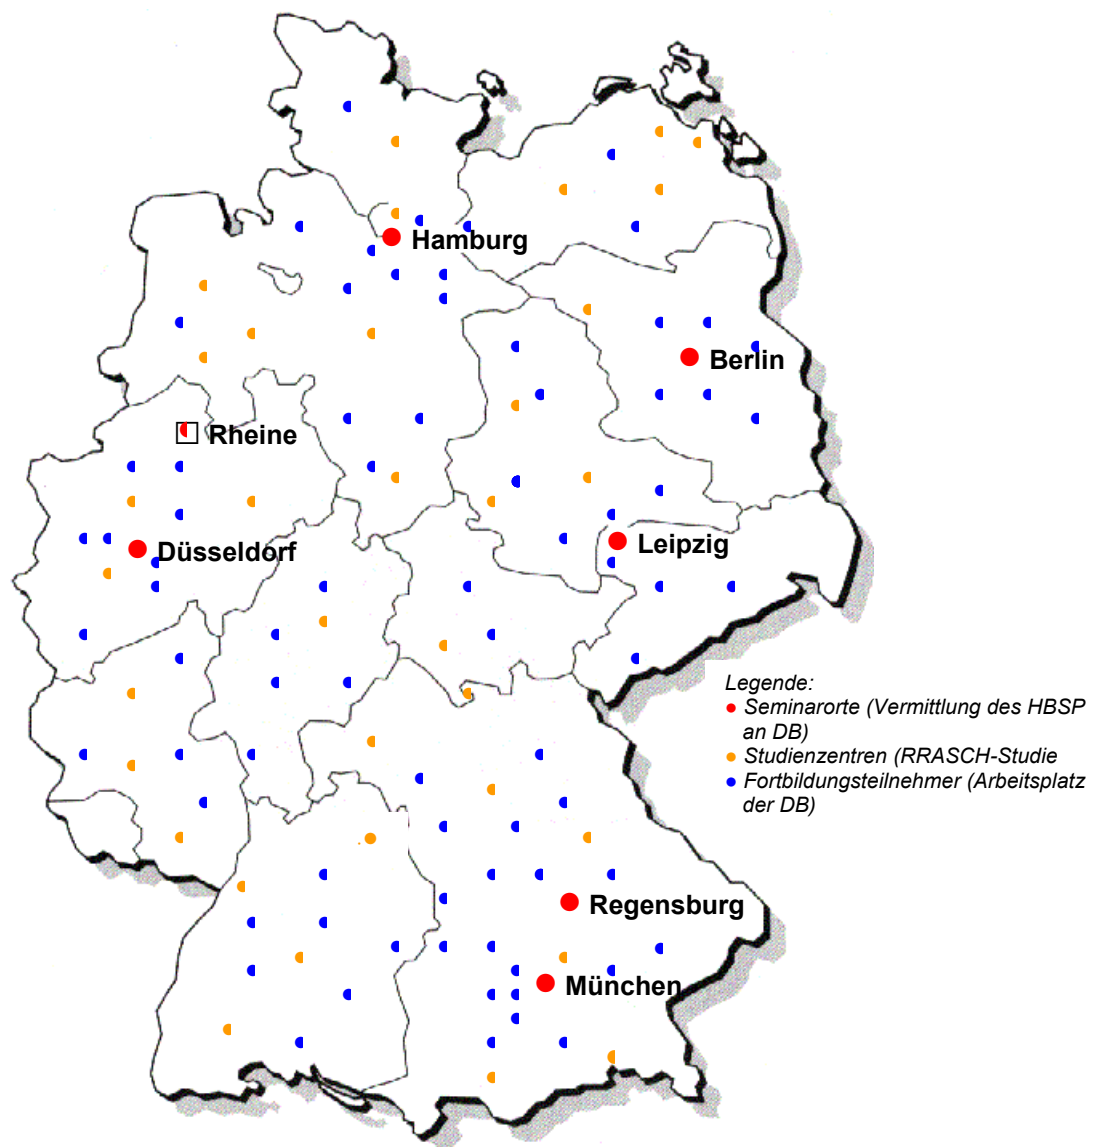 Hamburg
Berlin
Rheine
Düsseldorf
Leipzig
Legende:
Seminarorte (Vermittlung des HBSP
an DB)
Studienzentren (RRASCH-Studie
Fortbildungsteilnehmer (Arbeitsplatz
der DB)
Regensburg
München